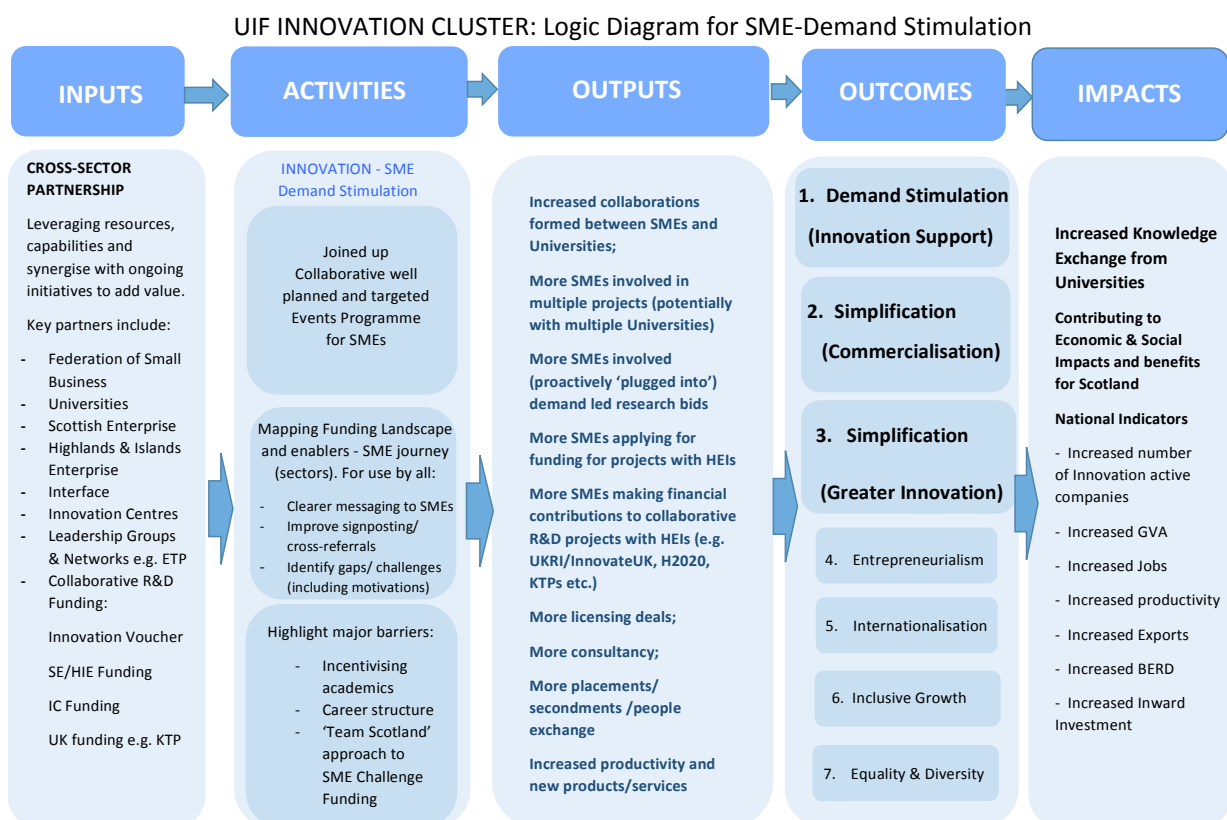 UIF INNOVATION CLUSTER: Logic Diagram for SME-Demand Stimulation
INPUTS
ACTIVITIES
OUTPUTS
OUTCOMES
IMPACTS
CROSS-SECTOR
PARTNERSHIP
Leveraging resources,
capabilities and
synergise with ongoing
initiatives to add value.
Key partners include:
- Federation of Small
Business
- Universities
- Scottish Enterprise
- Highlands & Islands
Enterprise
- Interface
- Innovation Centres
- Leadership Groups
& Networks e.g. ETP
- Collaborative R&D
Funding:
Innovation Voucher
SE/HIE Funding
IC Funding
UK funding e.g. KTP
INNOVATION - SME
Demand Stimulation
Joined up
Collaborative well
planned and targeted
Events Programme
for SMEs
Mapping Funding Landscape
and enablers - SME journey
(sectors). For use by all:
- Clearer messaging to SMEs
- Improve signposting/
cross-referrals
- Identify gaps/ challenges
(including motivations)
Highlight major barriers:
- Incentivising
academics
- Career structure
- ‘Team Scotland’
approach to
SME Challenge
Funding
Increased collaborations
formed between SMEs and
Universities;
More SMEs involved in
multiple projects (potentially
with multiple Universities)
More SMEs involved
(proactively ‘plugged into’)
demand led research bids
More SMEs applying for
funding for projects with HEIs
More SMEs making financial
contributions to collaborative
R&D projects with HEIs (e.g.
UKRI/InnovateUK, H2020,
KTPs etc.)
More licensing deals;
More consultancy;
More placements/
secondments /people
exchange
Increased productivity and
new products/services
1. Demand Stimulation
(Innovation Support)
2. Simplification
(Commercialisation)
3. Simplification
(Greater Innovation)
4. Entrepreneurialism
5. Internationalisation
6. Inclusive Growth
7. Equality & Diversity
Increased Knowledge
Exchange from
Universities
Contributing to
Economic & Social
Impacts and benefits
for Scotland
National Indicators
- Increased number
of Innovation active
companies
- Increased GVA
- Increased Jobs
- Increased productivity
- Increased Exports
- Increased BERD
- Increased Inward
Investment